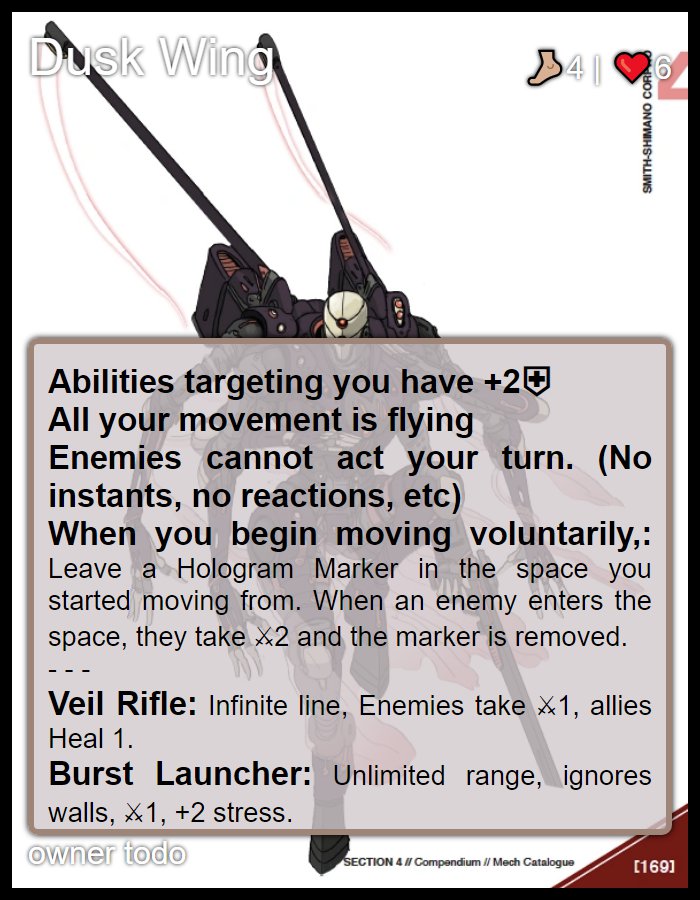 Dusk Wing
4 | 6
SMITH-SHIMANO CORPRO
4
Abilities targeting you have +2
All your movement is flying
Enemies cannot act your turn. (No
instants, no reactions, etc)
When you begin moving voluntarily,:
Leave a Hologram Marker in the space you
started moving from. When an enemy enters the
space, they take ⚔2 and the marker is removed.
- - -
Veil Rifle: Infinite line, Enemies take ⚔1, allies
Heal 1.
Burst Launcher: Unlimited range, ignores
walls, ⚔1, +2 stress.
owner todo
SECTION 4 // Compendium // Mech Catalogue
[169]